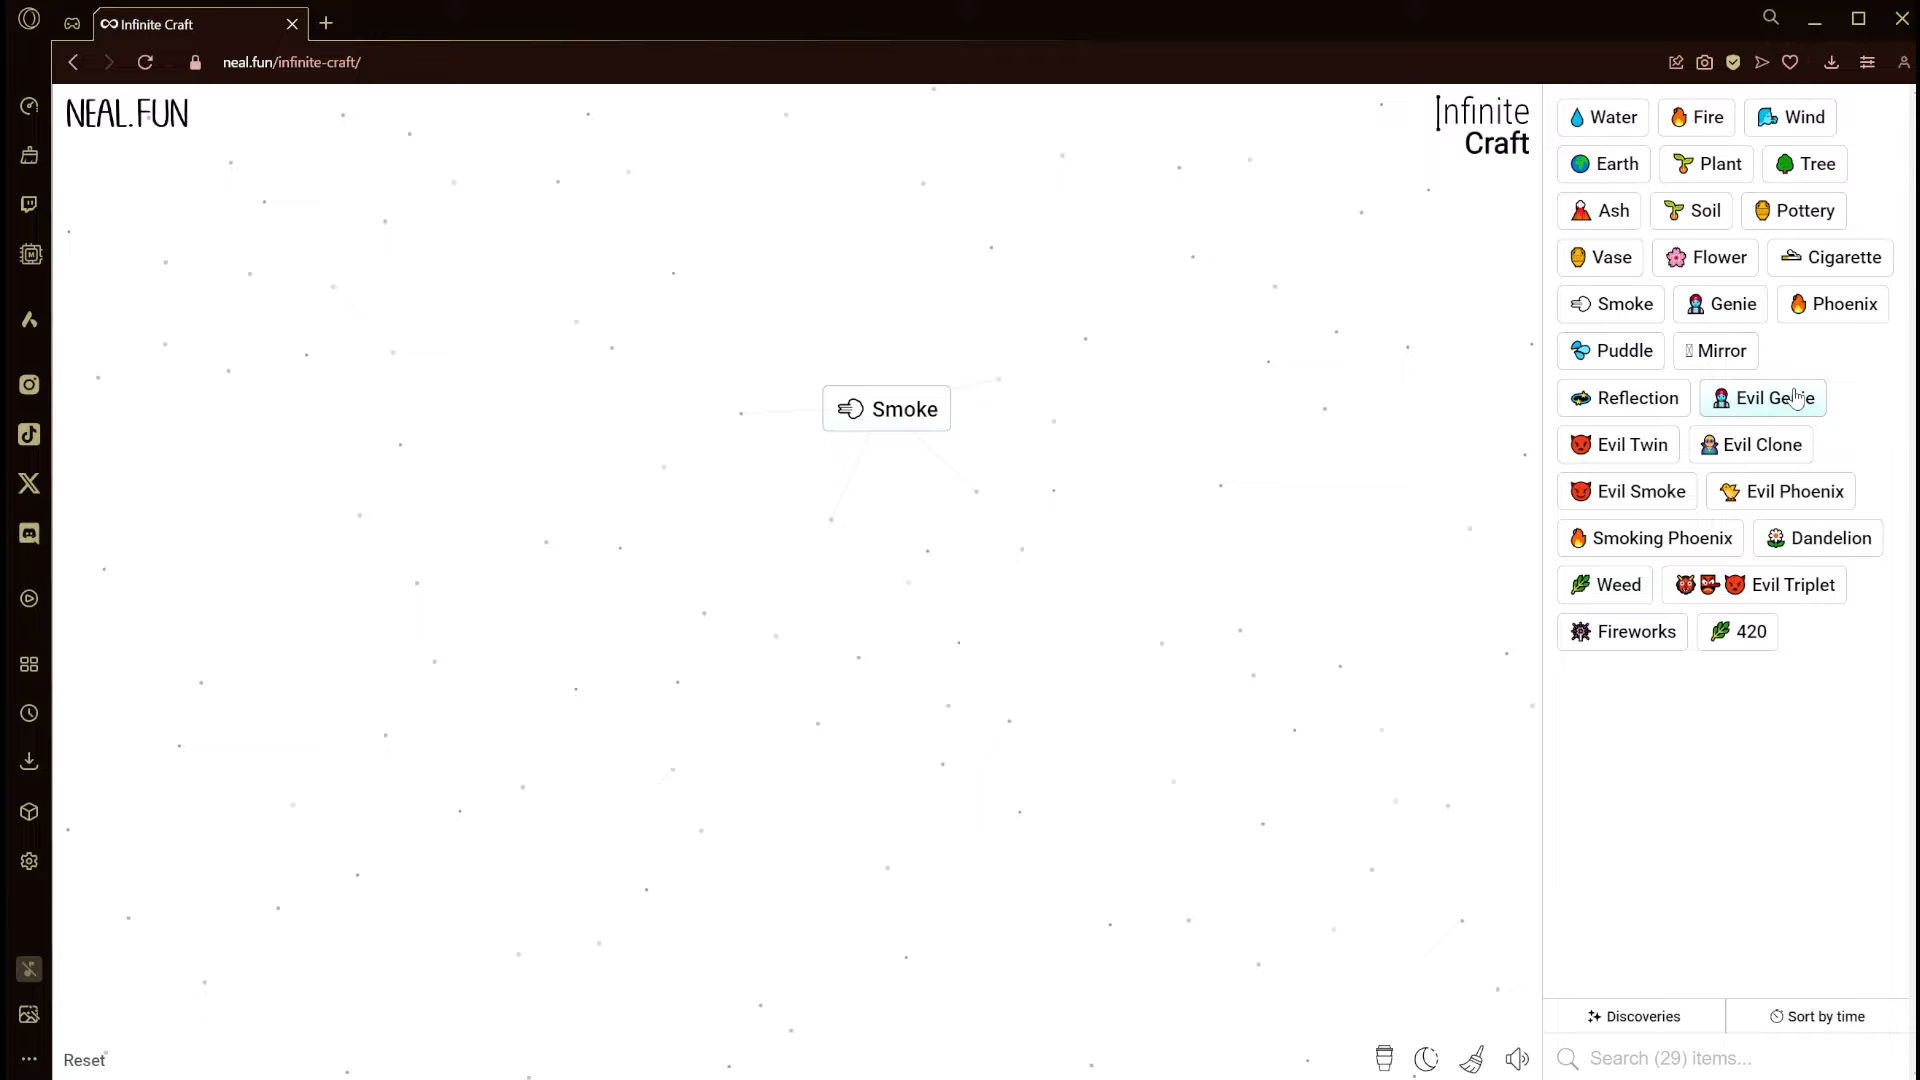 Infinite Craft
neal.fun/infinite-craft/
NEAL.FUN
Infinite
Craft
Smoke
Water Fire Wind
Earth Plant Tree
Ash Soil Pottery
Vase Flower Cigarette
Smoke Genie Phoenix
Puddle Mirror
Reflection Evil Genie
Evil Twin Evil Clone
Evil Smoke Evil Phoenix
Smoking Phoenix Dandelion
Weed Evil Triplet
Fireworks 420
Discoveries Sort by time
Reset
Search (29) items...